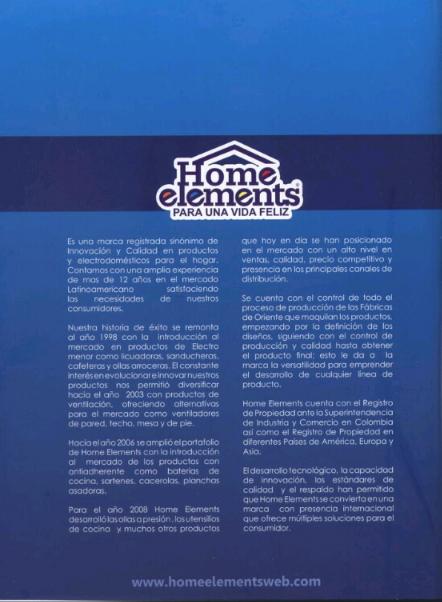 Home
elements®
PARA UNA VIDA FELIZ
Es una marca registrada sinónimo de
Innovación y Calidad en productos
y electrodomésticos para el hogar.
Contamos con una amplia experiencia
de mas de 12 años en el mercado
Latinoamericano satisfaciendo
las necesidades de nuestros
consumidores.
Nuestra historia de éxito se remonta
al año 1998 con la introducción al
mercado en productos de Electro
menor como licuadoras, sanducheras,
cafeteras y ollas arroceras. El constante
interés en evolucionar e innovar nuestros
productos nos permitió diversificar
hacia el año 2003 con productos de
ventilación, ofreciendo alternativas
para el mercado como ventiladores
de pared, techo, mesa y de pie.
Hacia el año 2006 se amplió el portafolio
de Home Elements con la introducción
al mercado de los productos con
antiadherente como baterias de
cocina, sartenes, cacerolas, planchas
asadoras.
Para el año 2008 Home Elements
desarrolló las ollas a presión, los utensilios
de cocina y muchos otros productos
que hoy en día se han posicionado
en el mercado con un alto nivel en
ventas, calidad, precio competitivo y
presencia en los principales canales de
distribución.
Se cuenta con el control de todo el
proceso de producción de las Fábricas
de Oriente que maquilan los productos,
empezando por la definición de los
diseños, siguiendo con el control de
producción y calidad hasta obtener
el producto final; esto le da a la
marca la versatilidad para emprender
el desarrollo de cualquier línea de
producto.
Home Elements cuenta con el Registro
de Propiedad ante la Superintendencia
de Industria y Comercio en Colombia
así como el Registro de Propiedad en
diferentes Países de América, Europa y
Asia.
El desarrollo tecnológico, la capacidad
de innovación, los estándares de
calidad y el respaldo han permitido
que Home Elements se convierta en una
marca con presencia internacional
que ofrece múltiples soluciones para el
consumidor.
www.homeelementsweb.com